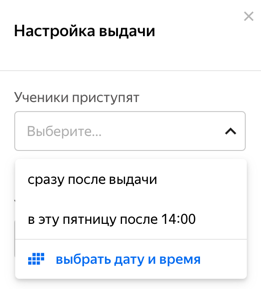 Настройка выдачи
Ученики приступят
Выберите...
сразу после выдачи
в эту пятницу после 14:00
выбрать дату и время